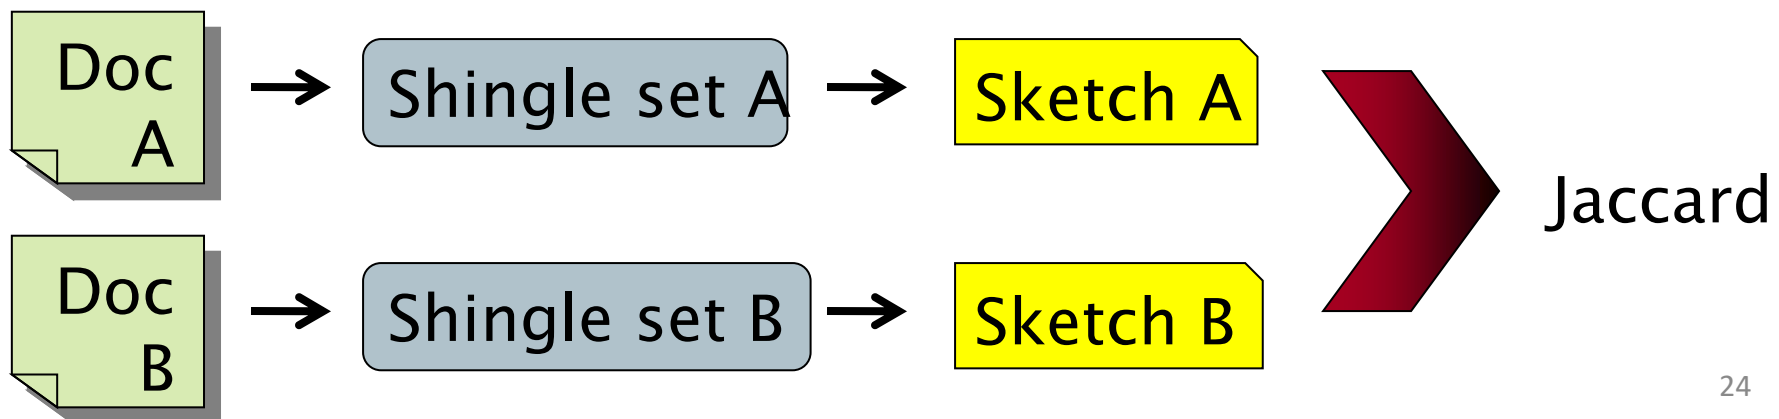 Doc
A
Shingle set A
Sketch A
Jaccard
Doc
B
Shingle set B
Sketch B
24